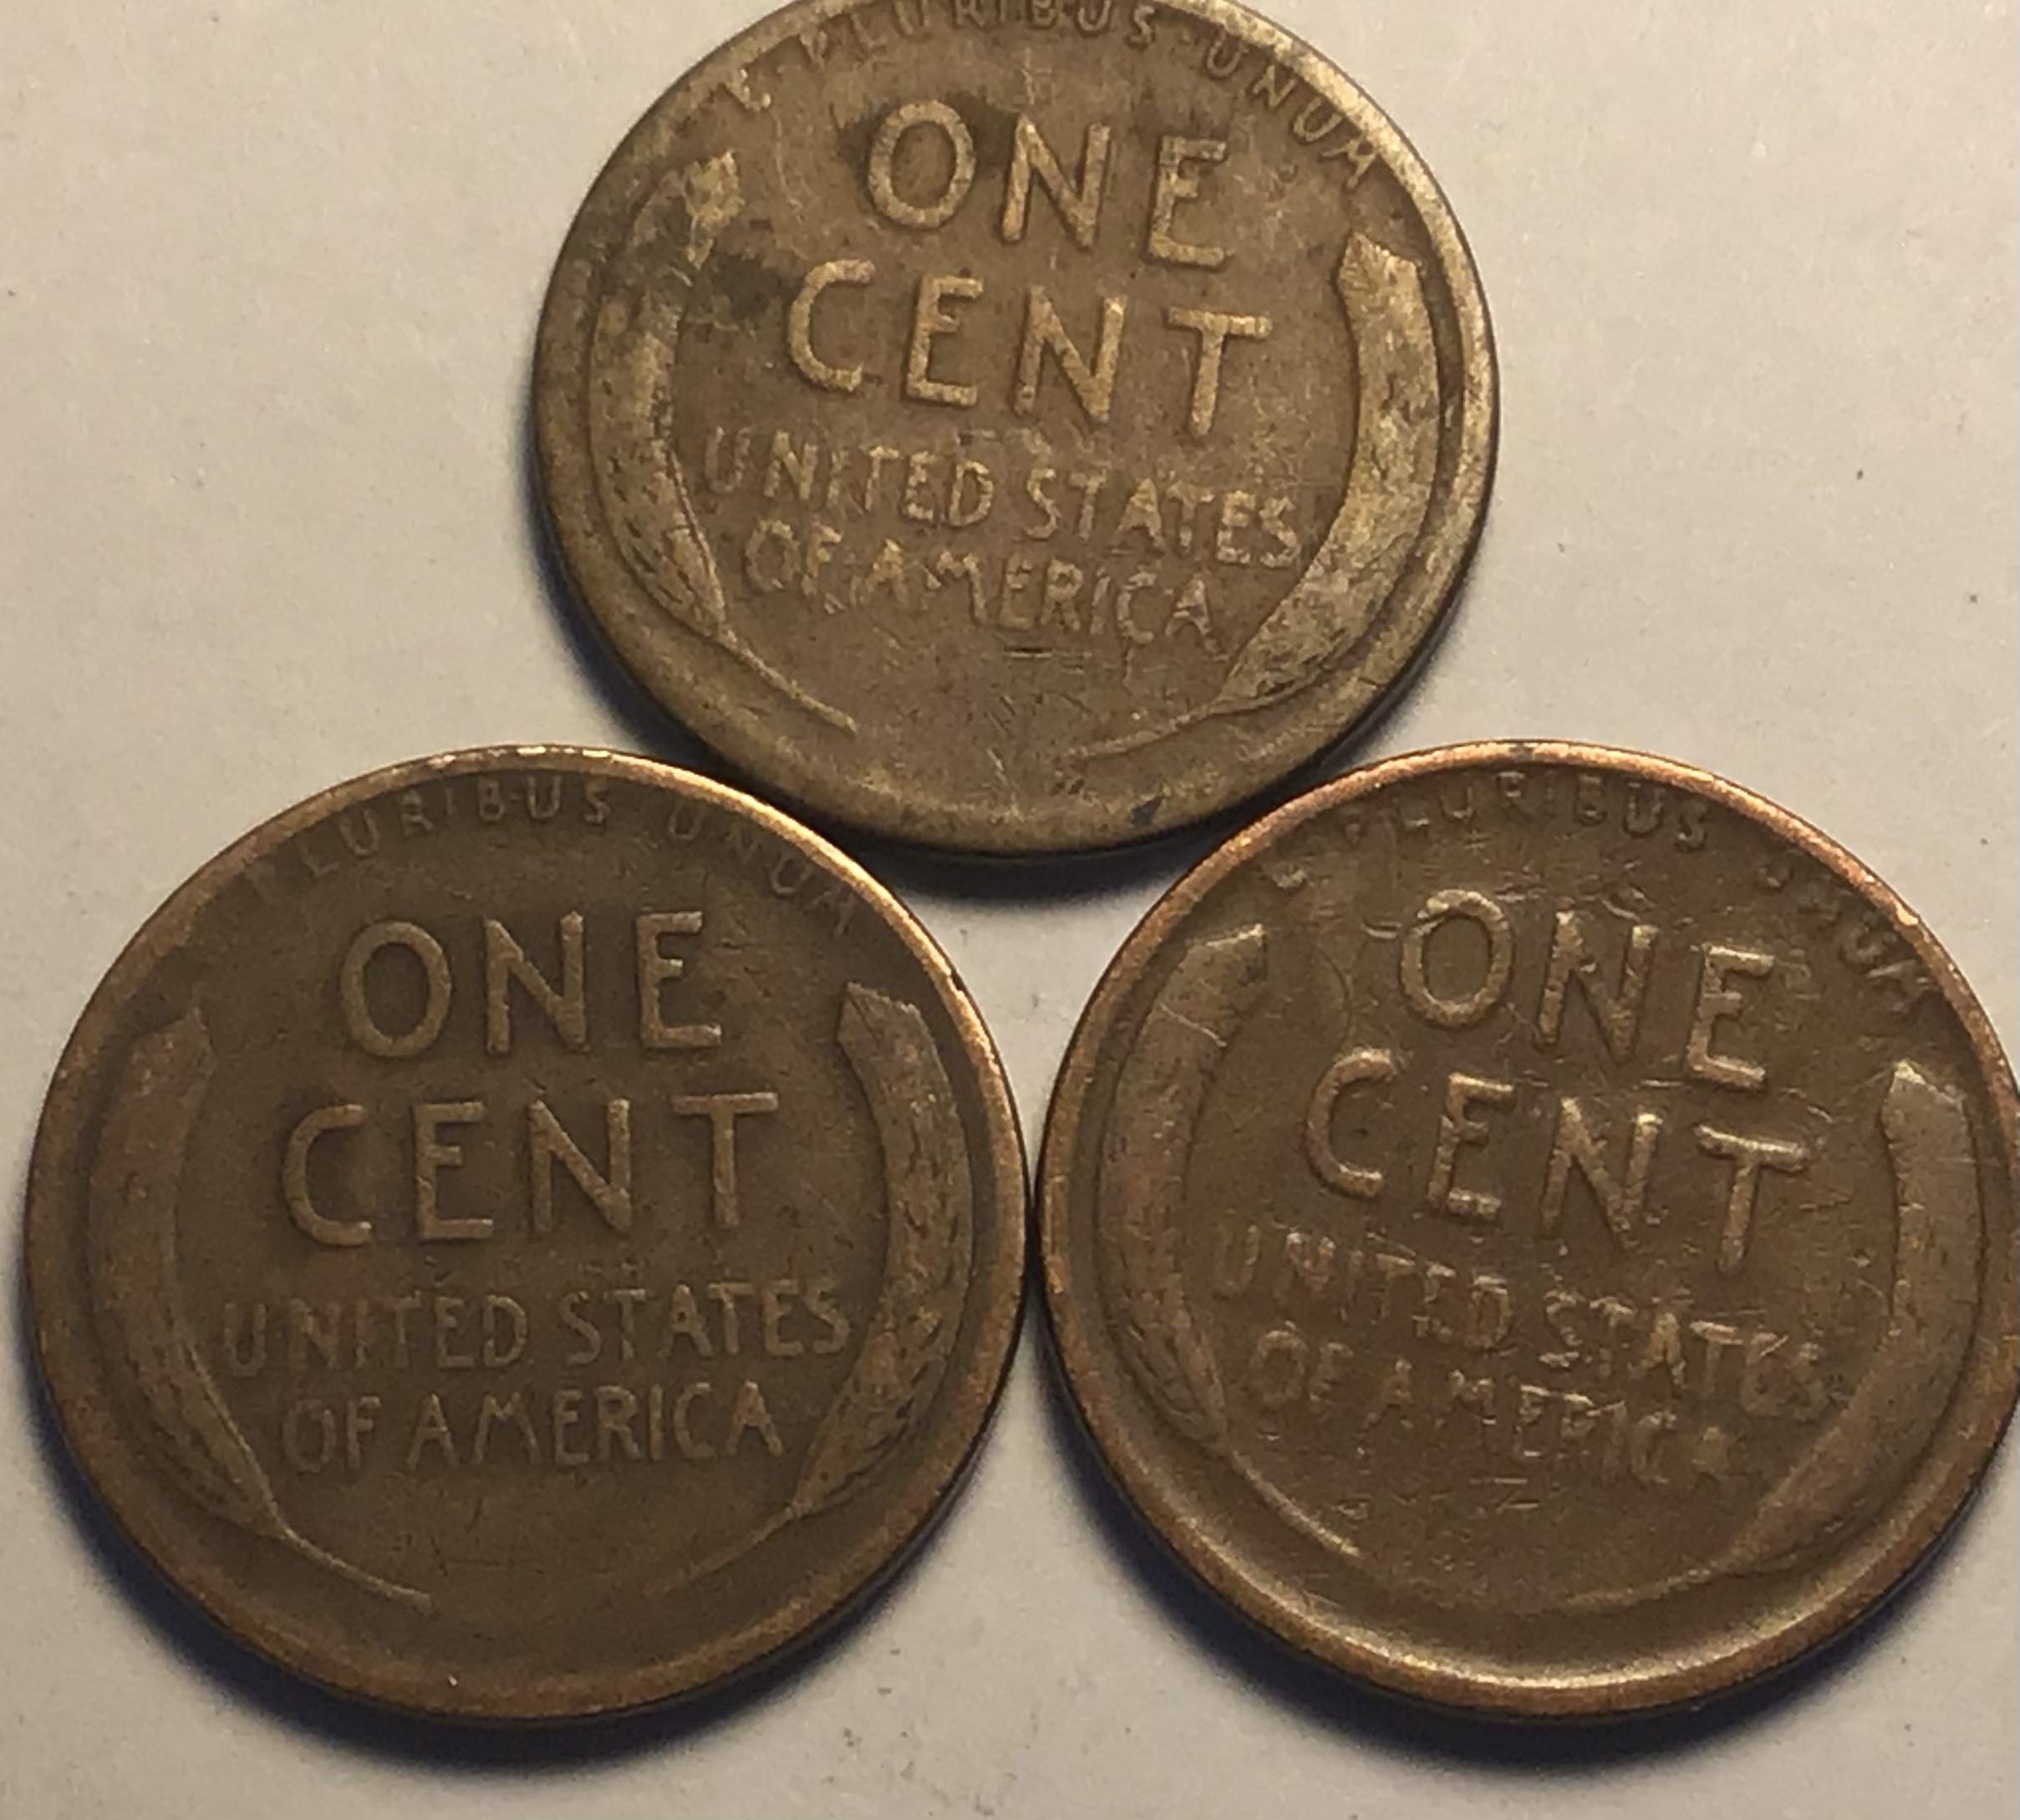 E·PLURIBUS·UNUM
ONE
CENT
UNITED STATES
OF AMERICA
PLURIBUS UNUM
ONE
CENT
UNITED STATES
OF AMERICA
E PLURIBUS UNUM
ONE
CENT
UNITED STATES
OF AMERICA